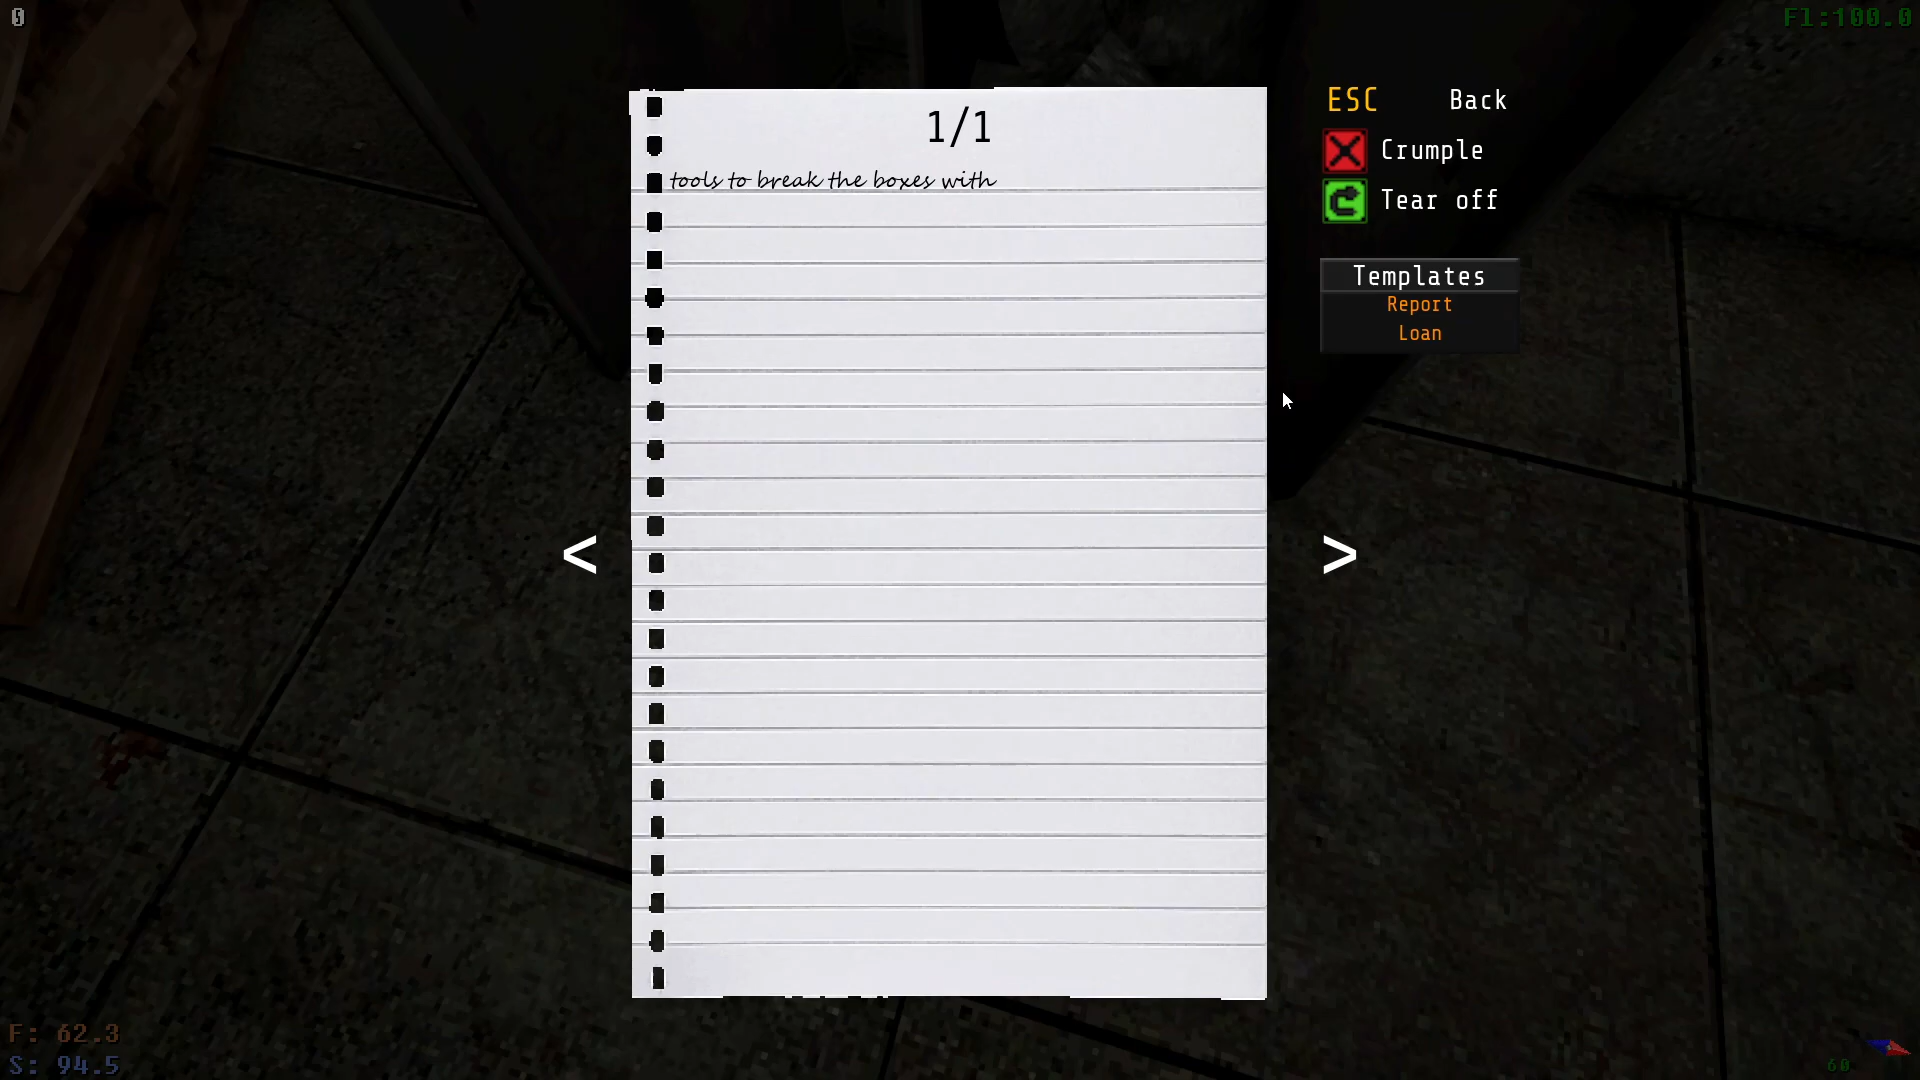 F1:100.0
1/1
ESC Back
Crumple
tools to break the boxes with
Tear off
Templates
Report
Loan
<
>
F: 62.3
S: 94.5
60